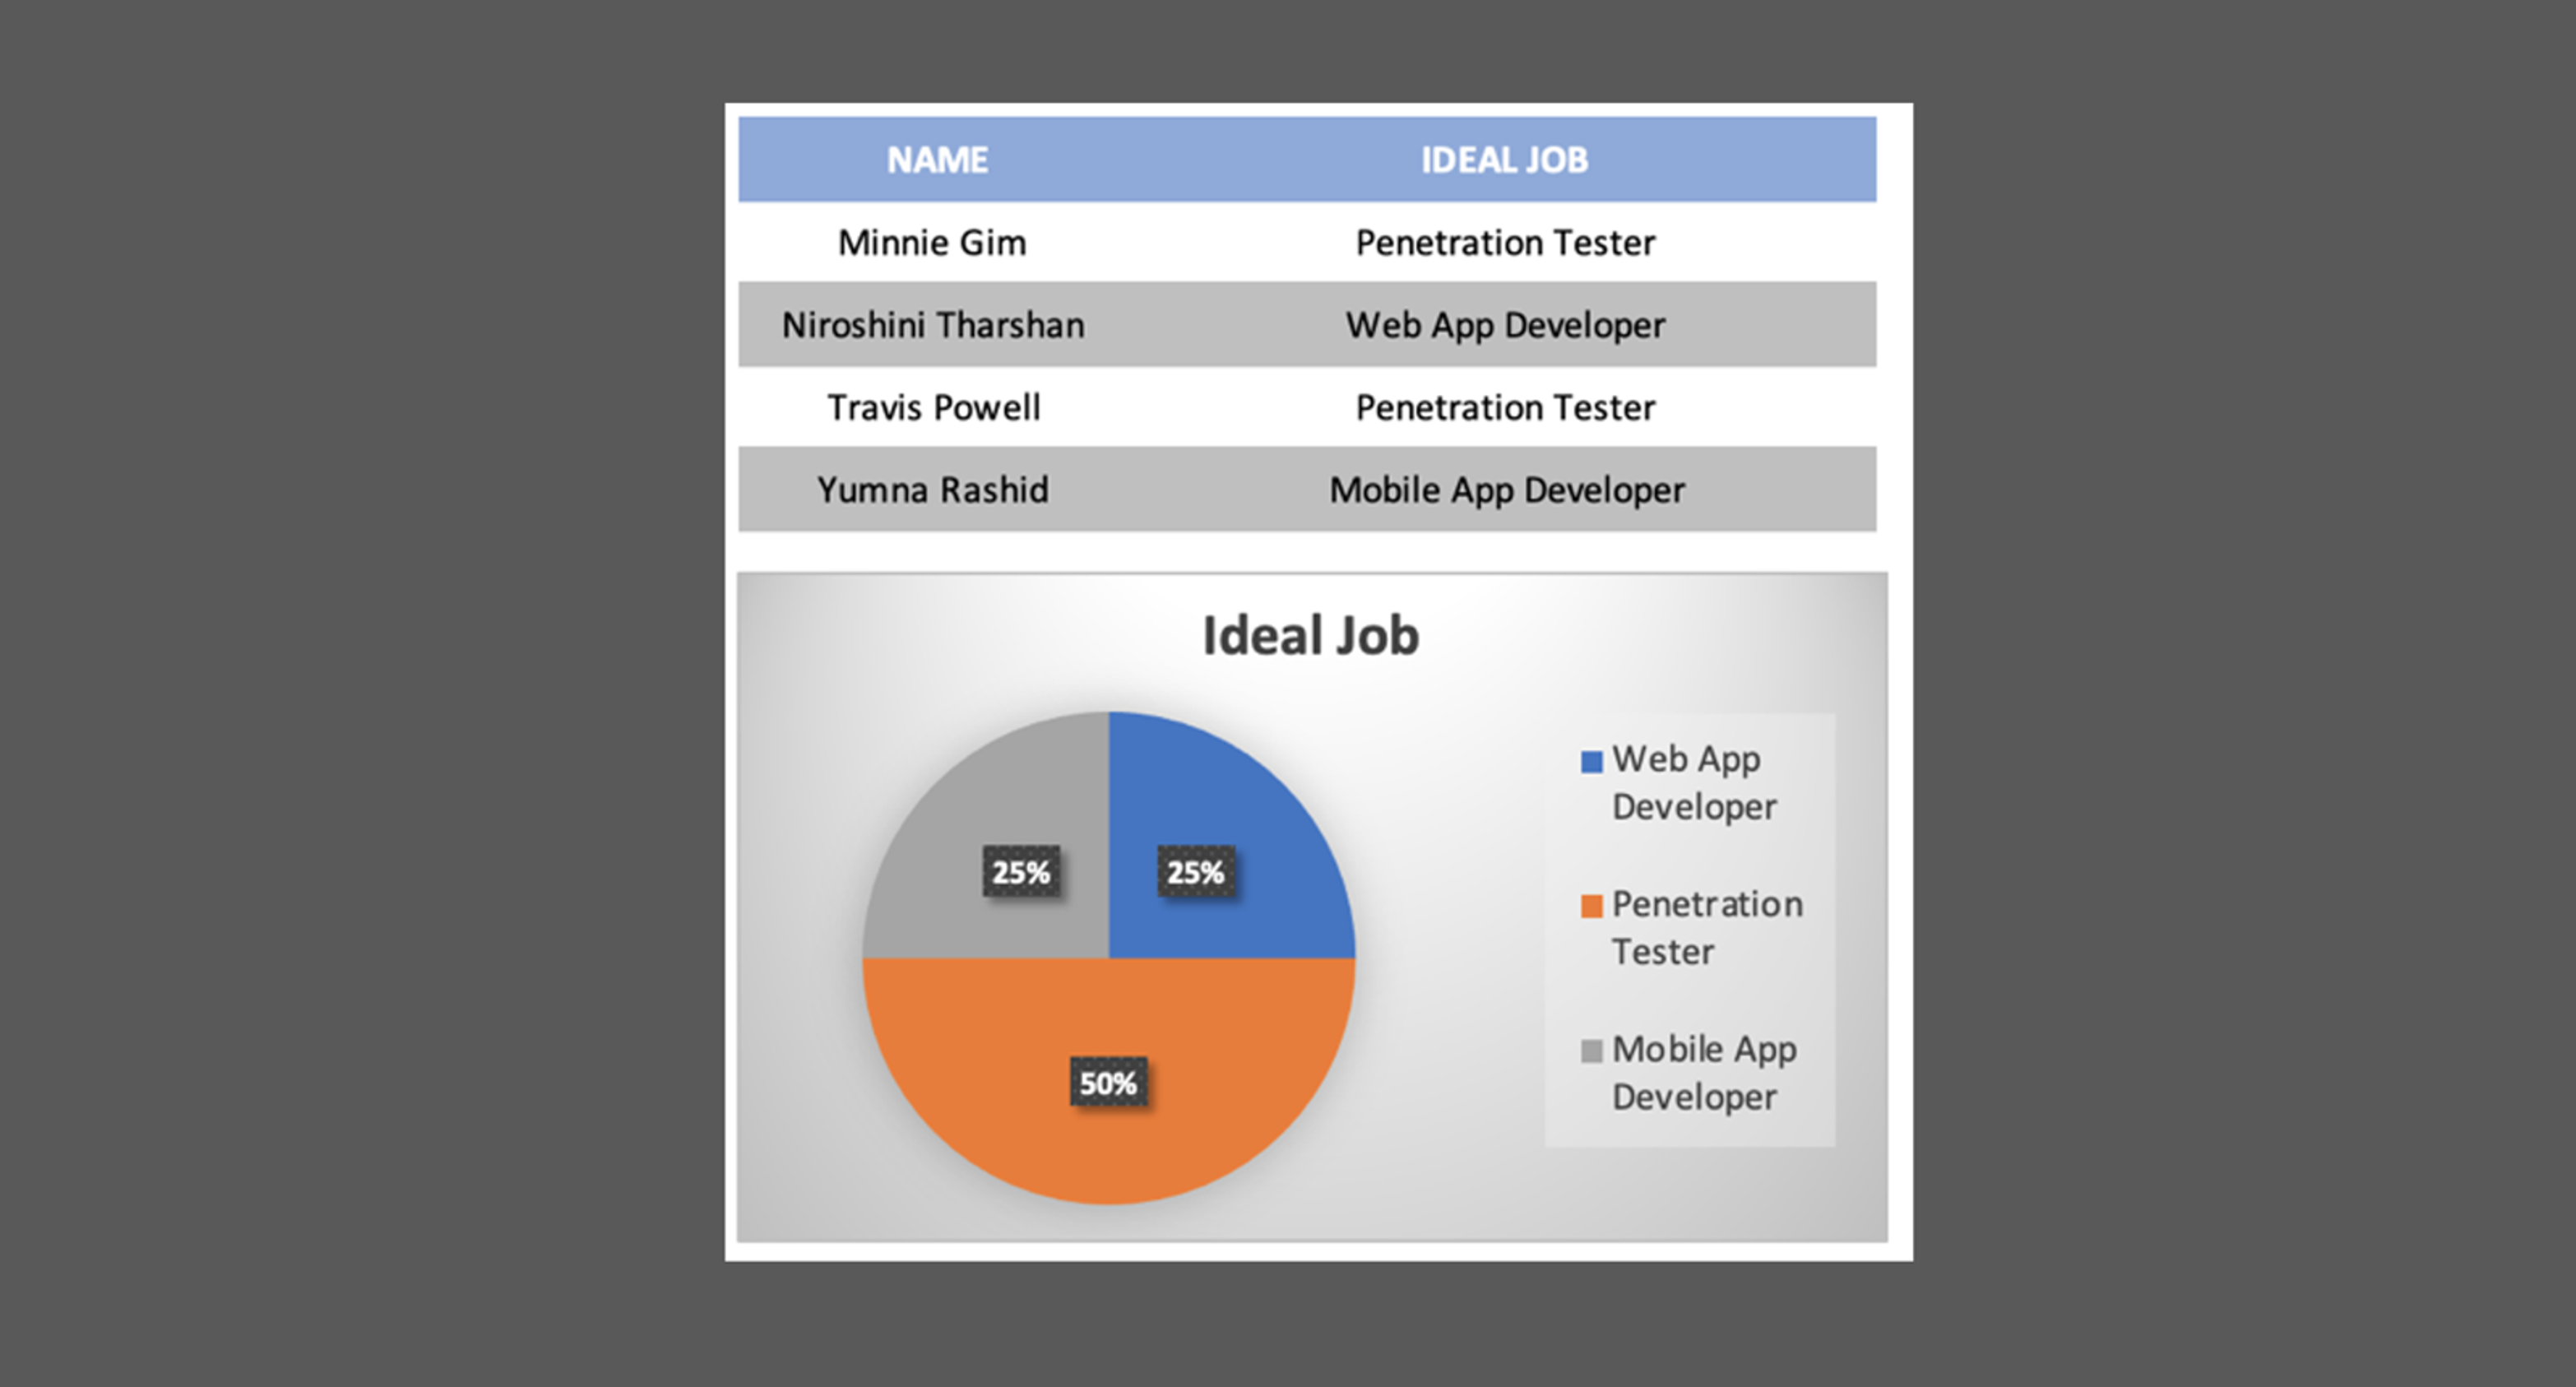 NAME IDEAL JOB
Minnie Gim Penetration Tester
Niroshini Tharshan Web App Developer
Travis Powell Penetration Tester
Yumna Rashid Mobile App Developer
Ideal Job
25% 25%
50%
Web App
Developer
Penetration
Tester
Mobile App
Developer